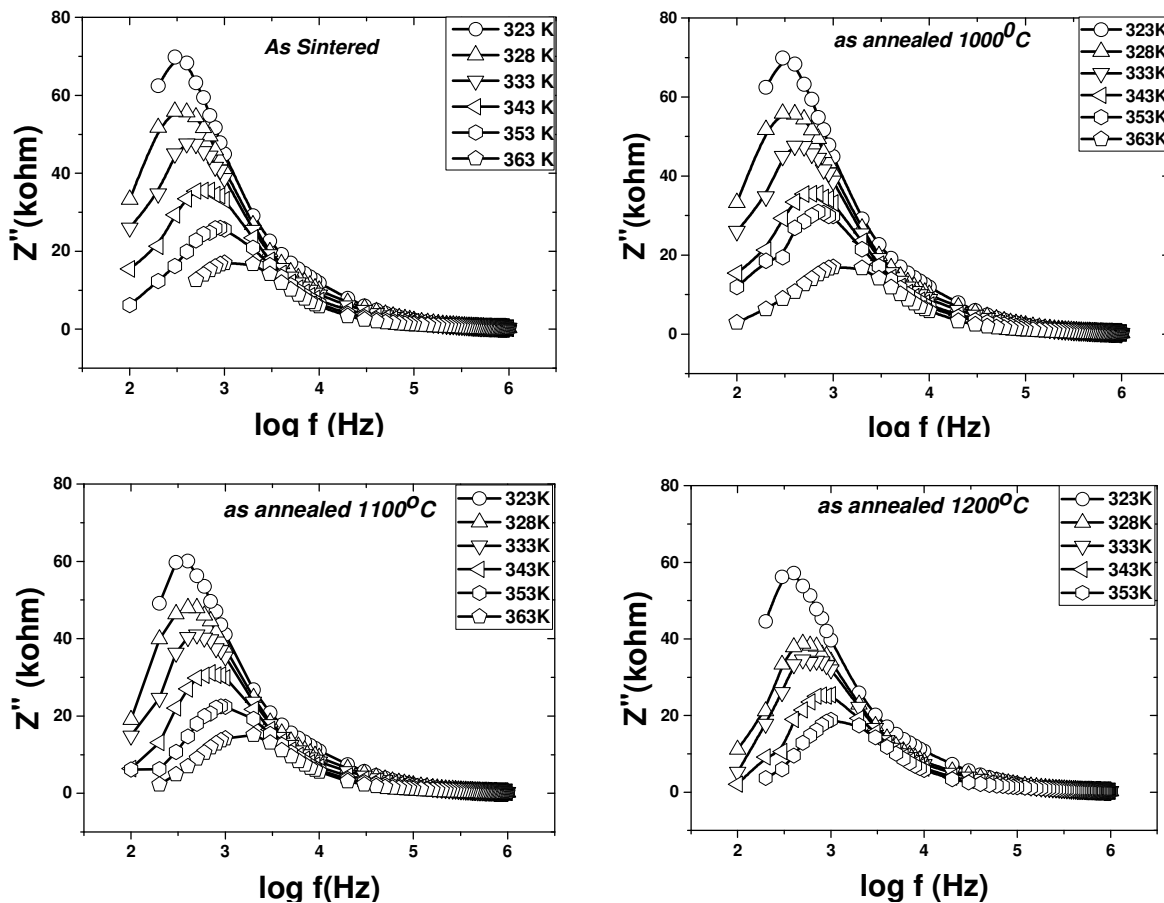 80
60
40
20
0
Z"(kohm)
As Sintered
323 K
328 K
333 K
343 K
353 K
363 K
2 3 4 5 6
log f (Hz)
80
60
40
20
0
Z"(kohm)
as annealed 1000⁰C
323K
328K
333K
343K
353K
363K
2 3 4 5 6
log f (Hz)
80
60
40
20
0
Z" (kohm)
as annealed 1100⁰C
323K
328K
333K
343K
353K
363K
2 3 4 5 6
log f(Hz)
80
60
40
20
0
Z"(kohm)
as annealed 1200⁰C
323K
328K
333K
343K
353K
2 3 4 5 6
log f (Hz)